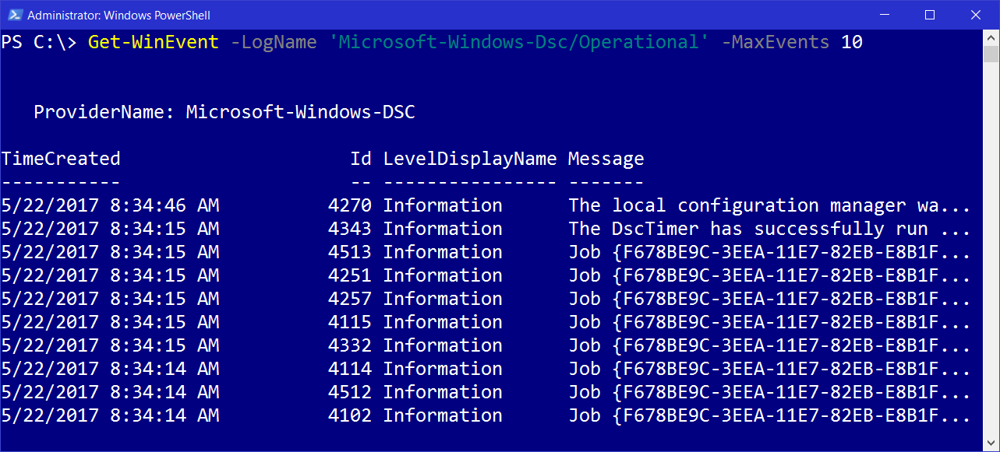 Administrator: Windows PowerShell
PS C:\> Get-WinEvent -LogName 'Microsoft-Windows-Dsc/Operational' -MaxEvents 10
ProviderName: Microsoft-Windows-DSC
TimeCreated                     Id LevelDisplayName Message
-----------                     -- ---------------- -------
5/22/2017 8:34:46 AM          4270 Information      The local configuration manager wa...
5/22/2017 8:34:15 AM          4343 Information      The DscTimer has successfully run ...
5/22/2017 8:34:15 AM          4513 Information      Job {F678BE9C-3EEA-11E7-82EB-E8B1F...
5/22/2017 8:34:15 AM          4251 Information      Job {F678BE9C-3EEA-11E7-82EB-E8B1F...
5/22/2017 8:34:15 AM          4257 Information      Job {F678BE9C-3EEA-11E7-82EB-E8B1F...
5/22/2017 8:34:15 AM          4115 Information      Job {F678BE9C-3EEA-11E7-82EB-E8B1F...
5/22/2017 8:34:15 AM          4332 Information      Job {F678BE9C-3EEA-11E7-82EB-E8B1F...
5/22/2017 8:34:14 AM          4114 Information      Job {F678BE9C-3EEA-11E7-82EB-E8B1F...
5/22/2017 8:34:14 AM          4512 Information      Job {F678BE9C-3EEA-11E7-82EB-E8B1F...
5/22/2017 8:34:14 AM          4102 Information      Job {F678BE9C-3EEA-11E7-82EB-E8B1F...